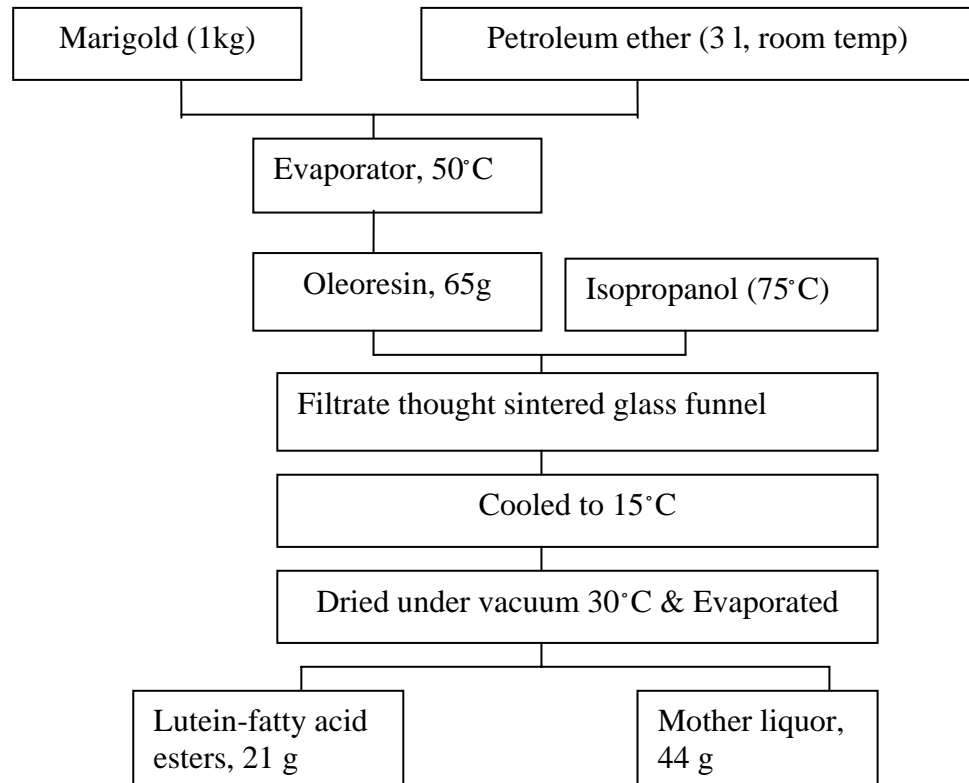 Marigold (1kg)
Petroleum ether (3 l, room temp)
Evaporator, 50˚C
Oleoresin, 65g
Isopropanol (75˚C)
Filtrate thought sintered glass funnel
Cooled to 15˚C
Dried under vacuum 30˚C & Evaporated
Lutein-fatty acid
esters, 21 g
Mother liquor,
44 g